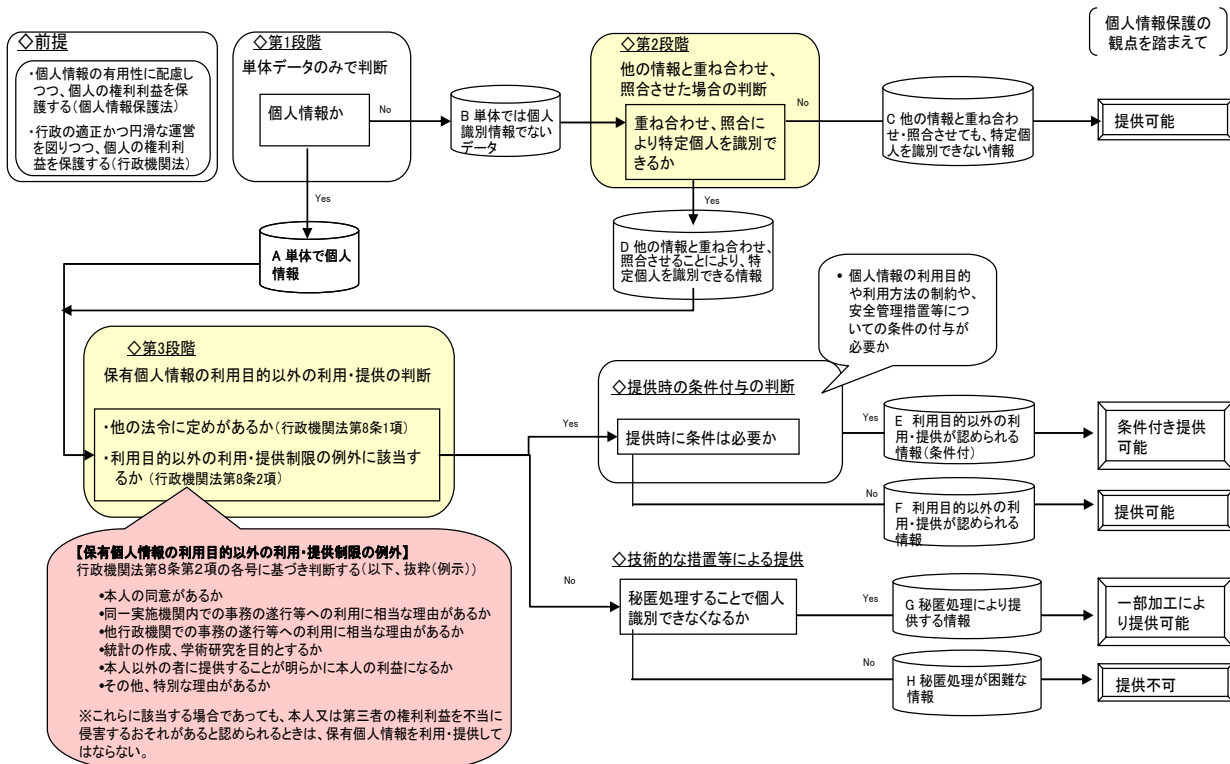 ◇前提
・個人情報の有用性に配慮し
つつ、個人の権利利益を保
護する(個人情報保護法)
・行政の適正かつ円滑な運営
を図りつつ、個人の権利利
益を保護する(行政機関法)
◇第1段階
単体データのみで判断
個人情報か
No
Yes
B 単体では個人
識別情報でない
データ
◇第2段階
他の情報と重ね合わせ、
照合させた場合の判断
重ね合わせ、照合に
より特定個人を識別で
きるか
No
Yes
C 他の情報と重ね合わ
せ・照合させても、特定個
人を識別できない情報
個人情報保護の
観点を踏まえて
提供可能
A 単体で個人
情報
D 他の情報と重ね合わせ、
照合させることにより、特
定個人を識別できる情報
• 個人情報の利用目的
や利用方法の制約や、
安全管理措置等につ
いての条件の付与が
必要か
◇第3段階
保有個人情報の利用目的以外の利用・提供の判断
・他の法令に定めがあるか(行政機関法第8条1項)
・利用目的以外の利用・提供制限の例外に該当す
るか (行政機関法第8条2項)
Yes
No
◇提供時の条件付与の判断
提供時に条件は必要か
Yes
E 利用目的以外の利
用・提供が認められる
情報(条件付)
条件付き提供
可能
No
F 利用目的以外の利
用・提供が認められる
情報
提供可能
◇技術的な措置等による提供
秘匿処理することで個人
識別できなくなるか
Yes
G 秘匿処理により提
供する情報
一部加工によ
り提供可能
No
H 秘匿処理が困難な
情報
提供不可
【保有個人情報の利用目的以外の利用・提供制限の例外】
行政機関法第8条第2項の各号に基づき判断する(以下、抜粋(例示))
•本人の同意があるか
•同一実施機関内での事務の遂行等への利用に相当な理由があるか
•他行政機関での事務の遂行等への利用に相当な理由があるか
•統計の作成、学術研究を目的とするか
•本人以外の者に提供することが明らかに本人の利益になるか
•その他、特別な理由があるか
※これらに該当する場合であっても、本人又は第三者の権利利益を不当に
侵害するおそれがあると認められるときは、保有個人情報を利用・提供して
はならない。